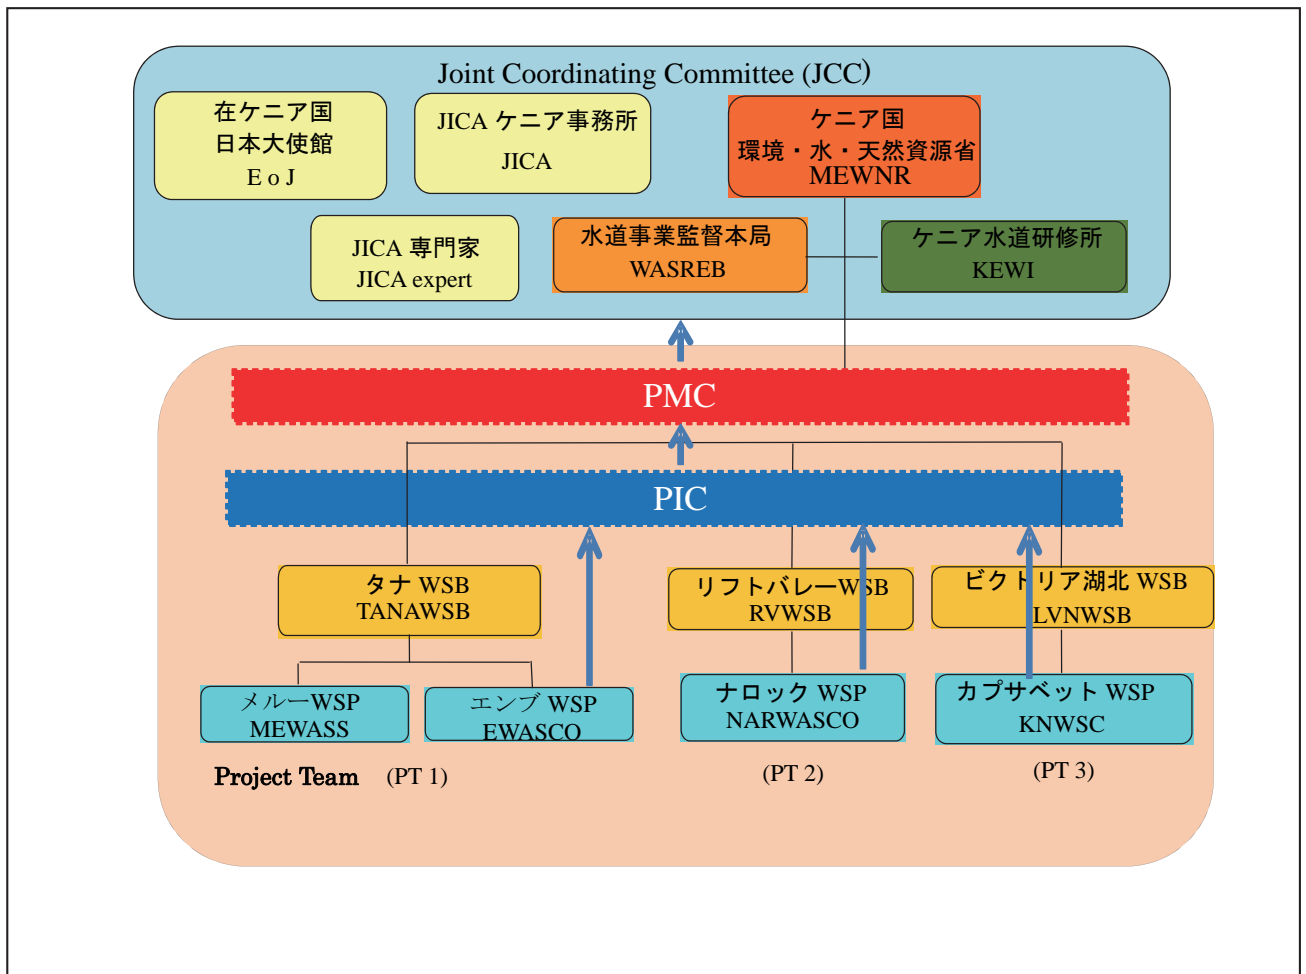 Joint Coordinating Committee (JCC)
在ケニア国
日本大使館
E o J
JICA ケニア事務所
JICA
ケニア国
環境・水・天然資源省
MEWNR
JICA 専門家
JICA expert
水道事業監督本局
WASREB
ケニア水道研修所
KEWI
PMC
PIC
タナ WSB
TANAWSB
リフトバレーWSB
RVWSB
ビクトリア湖北 WSB
LVNWSB
メルーWSP
MEWASS
エンブ WSP
EWASCO
ナロック WSP
NARWASCO
カプサベット WSP
KNWSC
Project Team (PT 1)
(PT 2)
(PT 3)